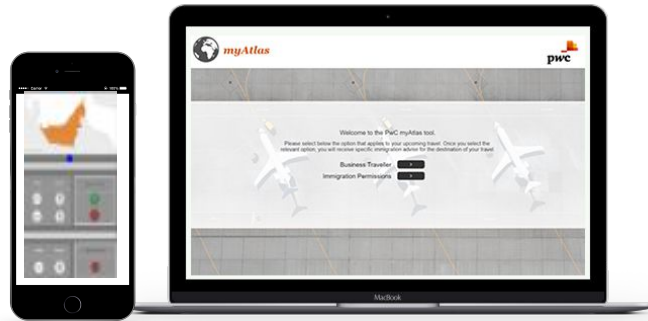 Carrier
100%
myAtlas
pwc
Welcome to the PwC myAtlas tool.
Please select below the option that applies to your upcoming travel. Once you select the
relevant option, you will receive specific immigration advice for the destination of your travel.
Business Traveller
Immigration Permissions
MacBook